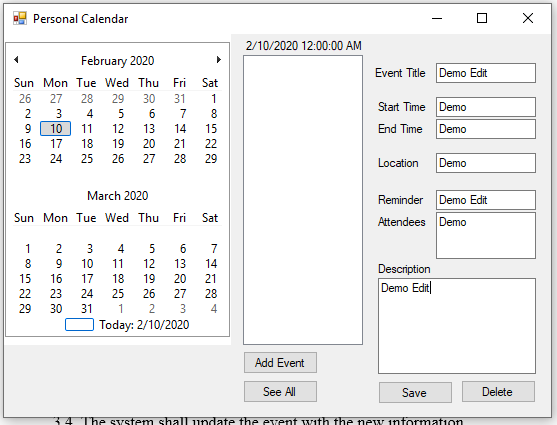 Personal Calendar
February 2020
Sun Mon Tue Wed Thu Fri Sat
26 27 28 29 30 31 1
2 3 4 5 6 7 8
9 10 11 12 13 14 15
16 17 18 19 20 21 22
23 24 25 26 27 28 29
March 2020
Sun Mon Tue Wed Thu Fri Sat
1 2 3 4 5 6 7
8 9 10 11 12 13 14
15 16 17 18 19 20 21
22 23 24 25 26 27 28
29 30 31 1 2 3 4
Today: 2/10/2020
2/10/2020 12:00:00 AM
Add Event
See All
Event Title Demo Edit
Start Time Demo
End Time Demo
Location Demo
Reminder Demo Edit
Attendees Demo
Description
Demo Edit
Save Delete
3.4 The system shall update the event with the new information